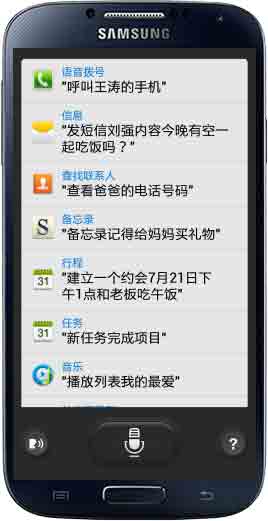 SAMSUNG
语音拨号
"呼叫王涛的手机"
信息
"发短信刘强内容今晚有空一
起吃饭吗？"
查找联系人
"查看爸爸的电话号码"
备忘录
"备忘录记得给妈妈买礼物"
行程
31
"建立一个约会7月21日下
午1点和老板吃午饭"
任务
31
"新任务完成项目"
音乐
"播放列表我的最爱"
?